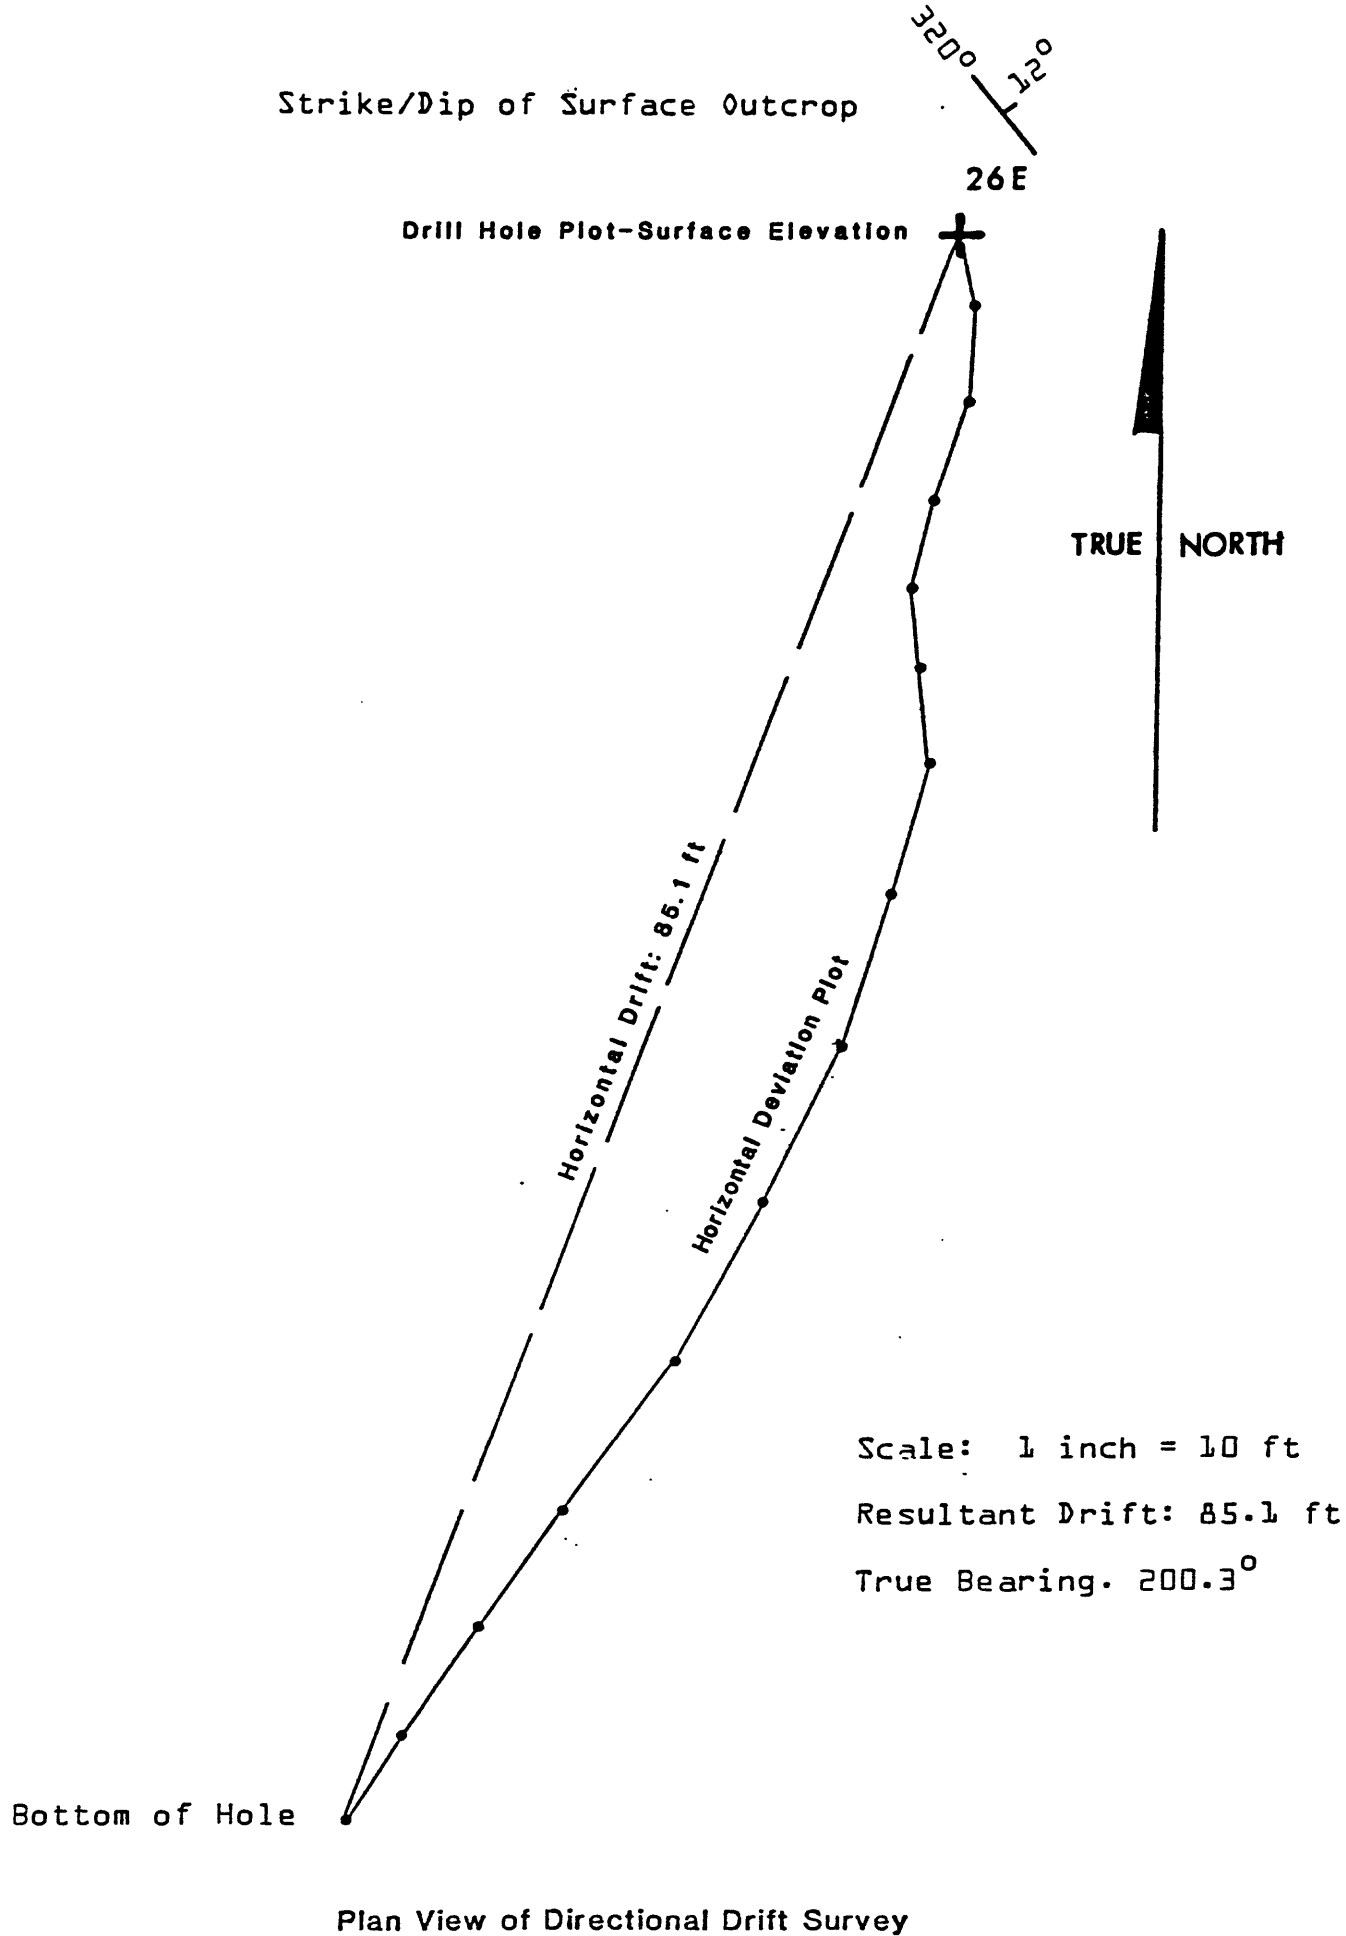 320°
12°
Strike/Dip of Surface Outcrop
26E
Drill Hole Plot-Surface Elevation
TRUE NORTH
Horizontal Drift: 85.1 ft
Horizontal Deviation Plot
Scale: 1 inch = 10 ft
Resultant Drift: 85.1 ft
True Bearing. 200.3°
Bottom of Hole
Plan View of Directional Drift Survey